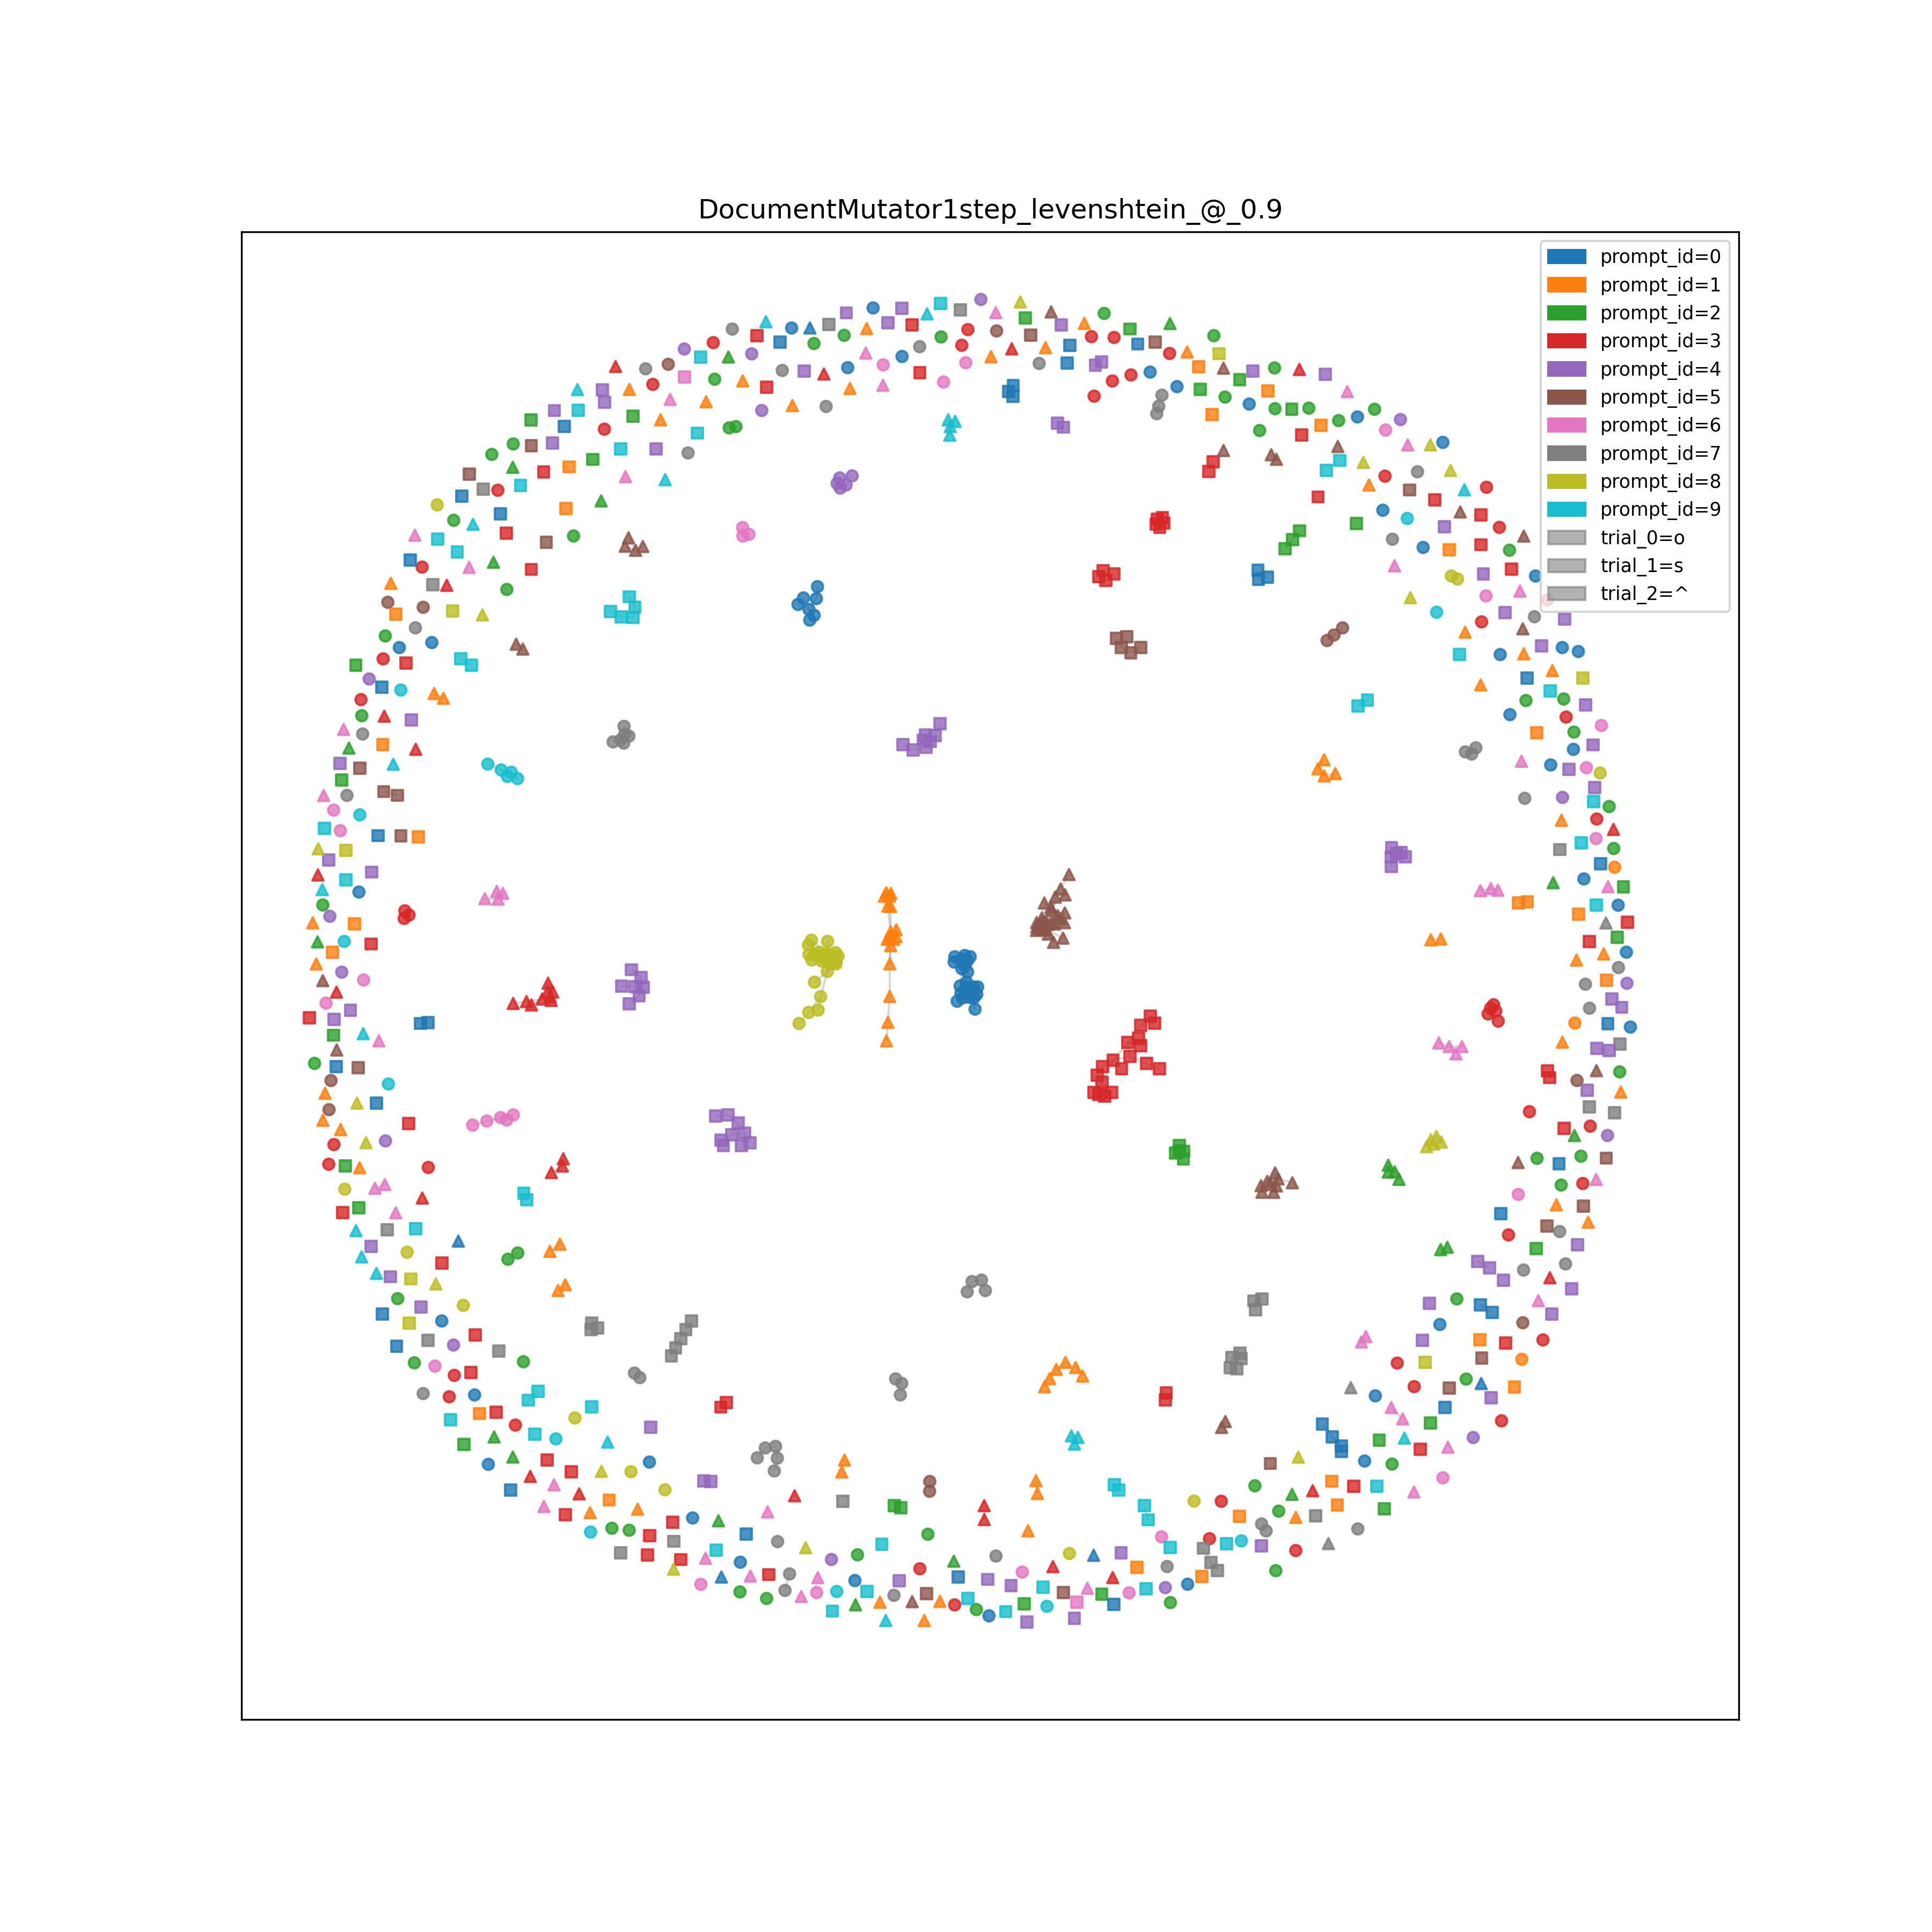 DocumentMutator1step_levenshtein_@_0.9
prompt_id=0
prompt_id=1
prompt_id=2
prompt_id=3
prompt_id=4
prompt_id=5
prompt_id=6
prompt_id=7
prompt_id=8
prompt_id=9
trial_0=o
trial_1=s
trial_2=^